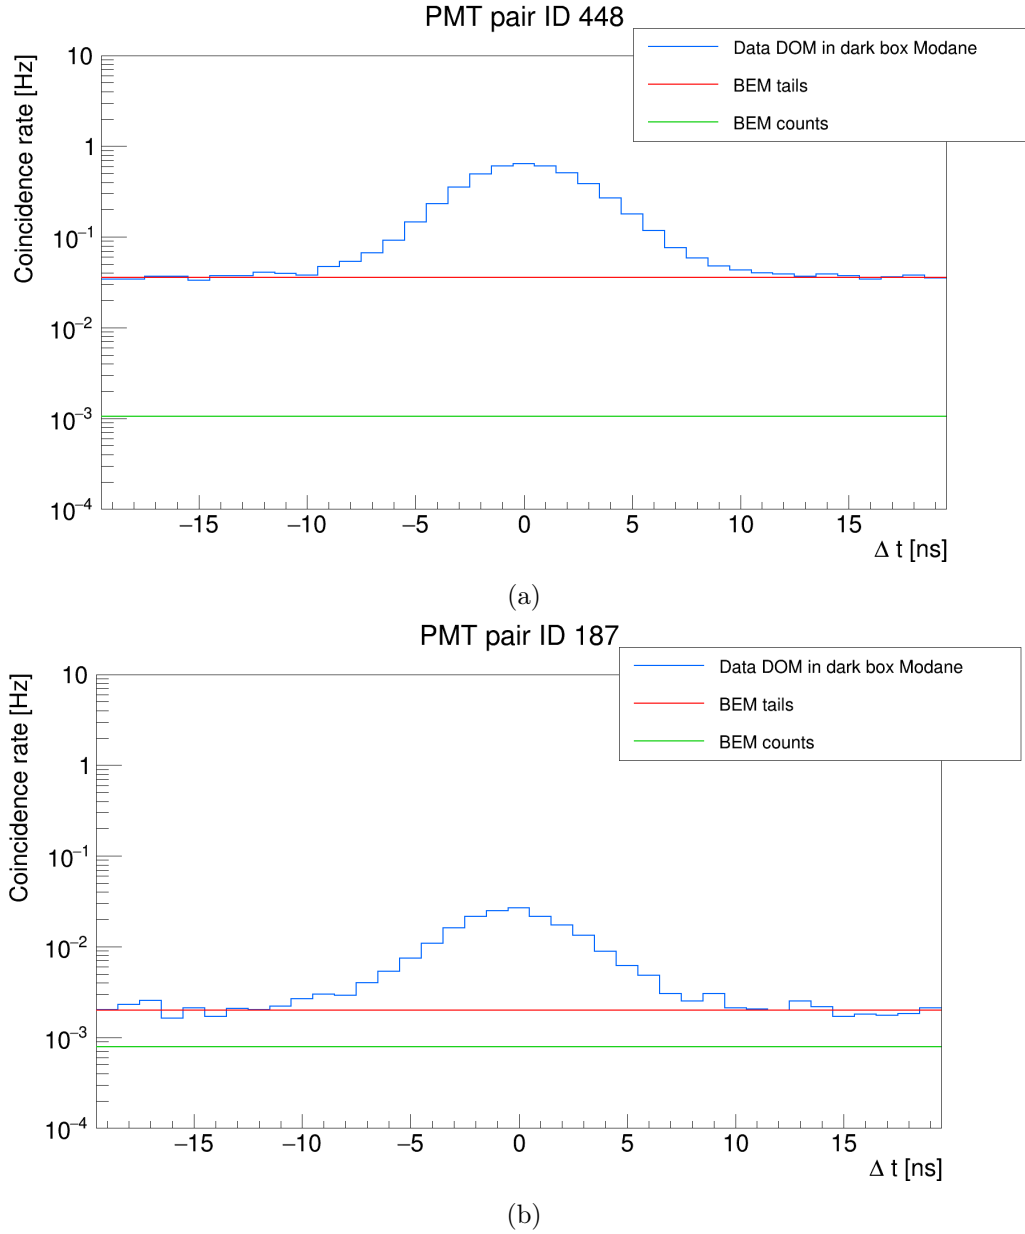 PMT pair ID 448
Data DOM in dark box Modane
BEM tails
BEM counts
Coincidence rate [Hz]
10
1
10−1
10−2
10−3
10−4
−15 −10 −5 0 5 10 15
Δ t [ns]
(a)
PMT pair ID 187
Data DOM in dark box Modane
BEM tails
BEM counts
Coincidence rate [Hz]
10
1
10−1
10−2
10−3
10−4
−15 −10 −5 0 5 10 15
Δ t [ns]
(b)